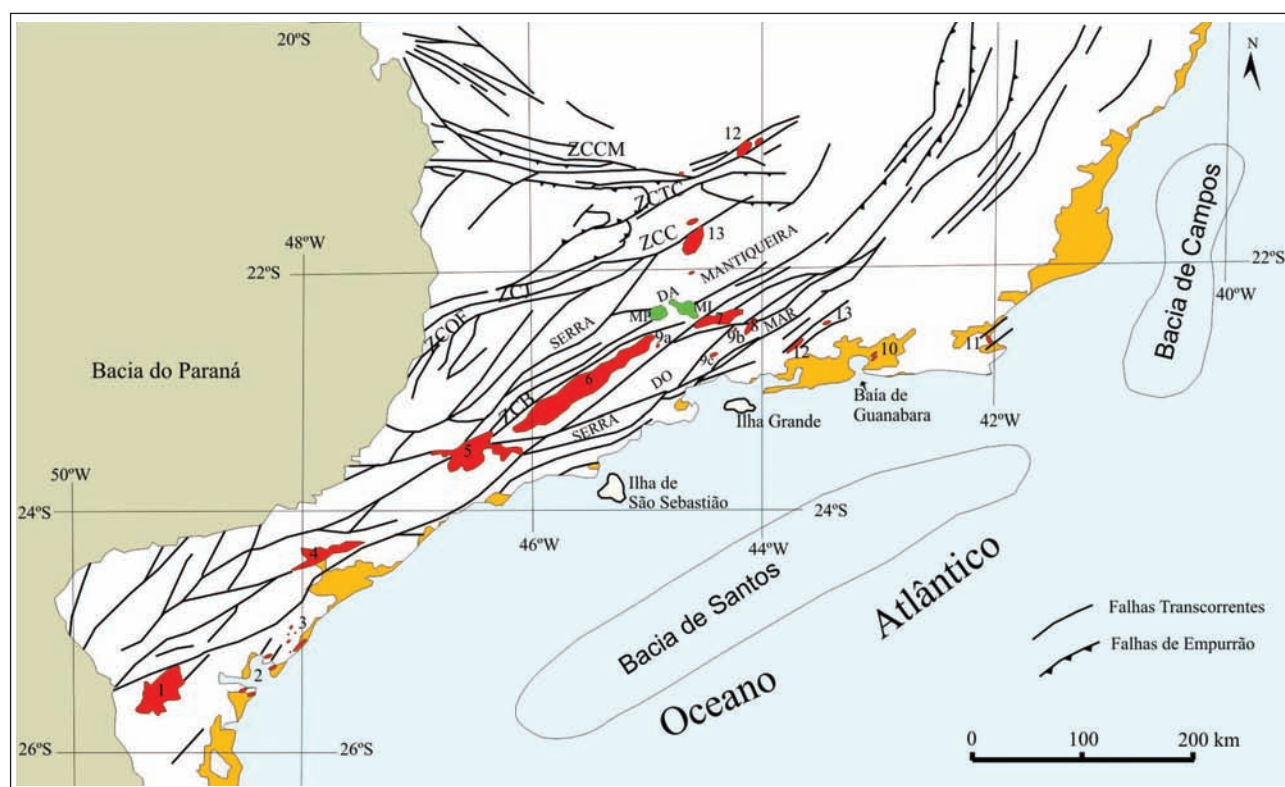 20ºS
N
12
ZCCM
ZCTC
ZCC
13
48ºW
MANTIQUEIRA
22ºS
22ºS
40ºW
Bacia de Campos
ZCT
DA
MP
MI
SERRA
ZCOF
7
8
MAR
13
9a
9b
9c
12
10
11
Bacia do Paraná
6
DO
ZCB
SERRA
Baía de
Guanabara
42ºW
Ilha Grande
5
50ºW
Ilha de
São Sebastião
24ºS
24ºS
46ºW
44ºW
4
Bacia de Santos
Atlântico
Oceano
Falhas Transcorrentes
Falhas de Empurrão
3
2
1
26ºS
26ºS
0 100 200 km